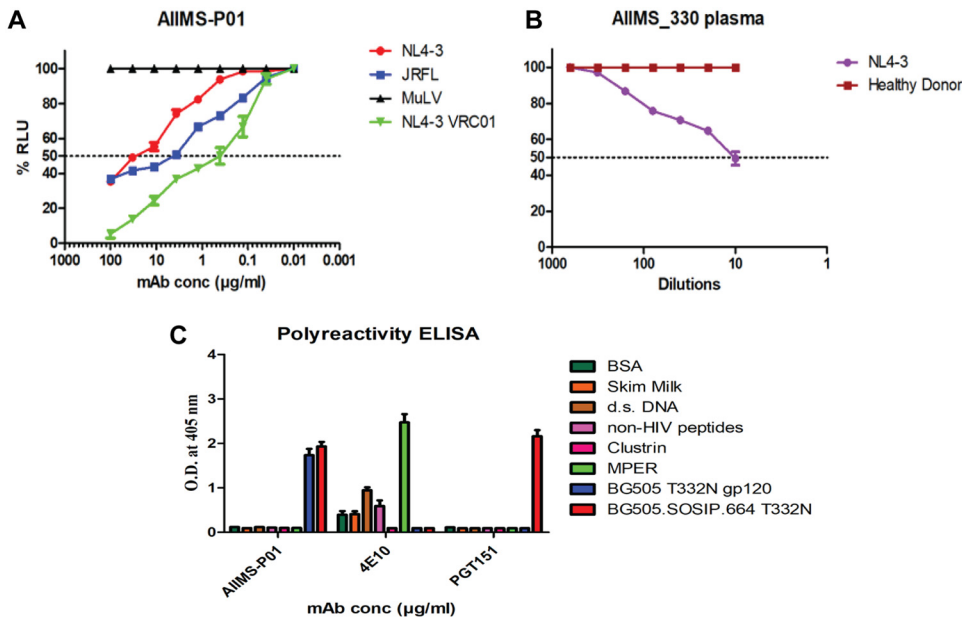 A
AIIMS-P01
% RLU
100
80
60
50
40
20
0
1000
100
10
1
0.1
0.01
0.001
mAb conc (µg/ml)
NL4-3
JRFL
MuLV
NL4-3 VRC01
B
AIIMS_330 plasma
100
80
60
50
40
20
0
1000
100
10
1
Dilutions
NL4-3
Healthy Donor
C
Polyreactivity ELISA
O.D. at 405 nm
4
3
2
1
0
AIIMS-P01
4E10
PGT151
mAb conc (µg/ml)
BSA
Skim Milk
d.s. DNA
non-HIV peptides
Clustrin
MPER
BG505 T332N gp120
BG505.SOSIP.664 T332N